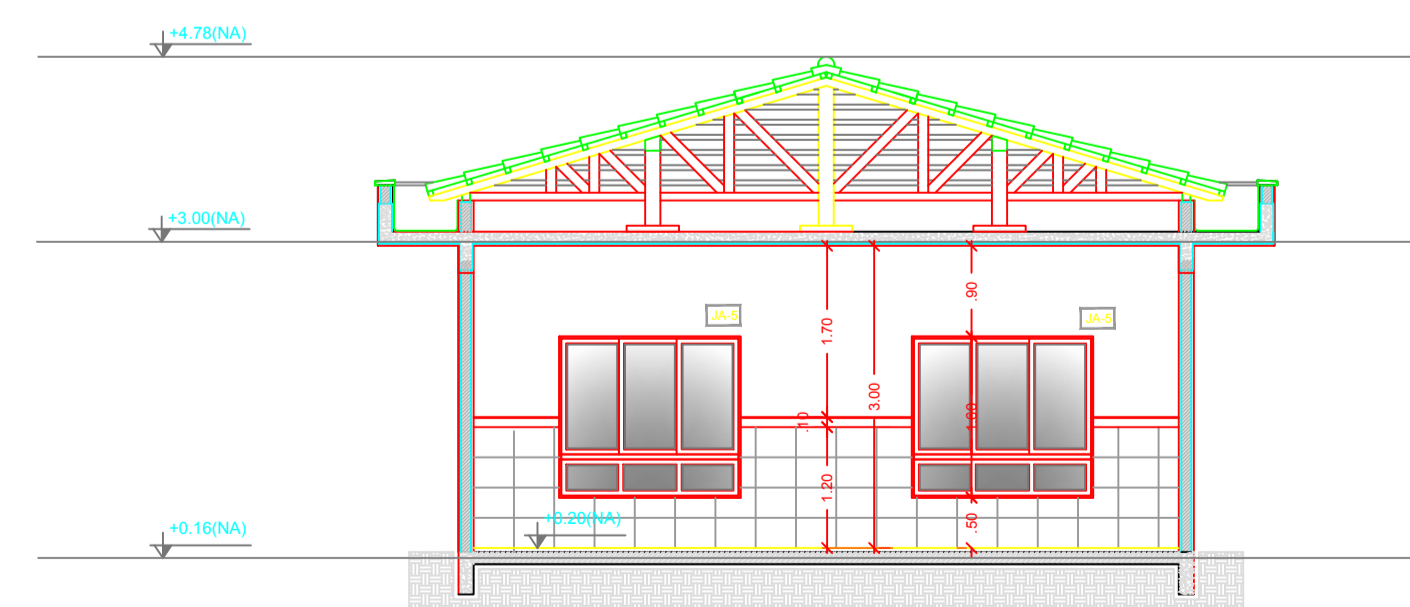 +4.78(NA)
+3.00(NA)
JA-5
JA-5
.90
1.70
3.00
.10
1.60
1.20
.50
+0.20(NA)
+0.16(NA)